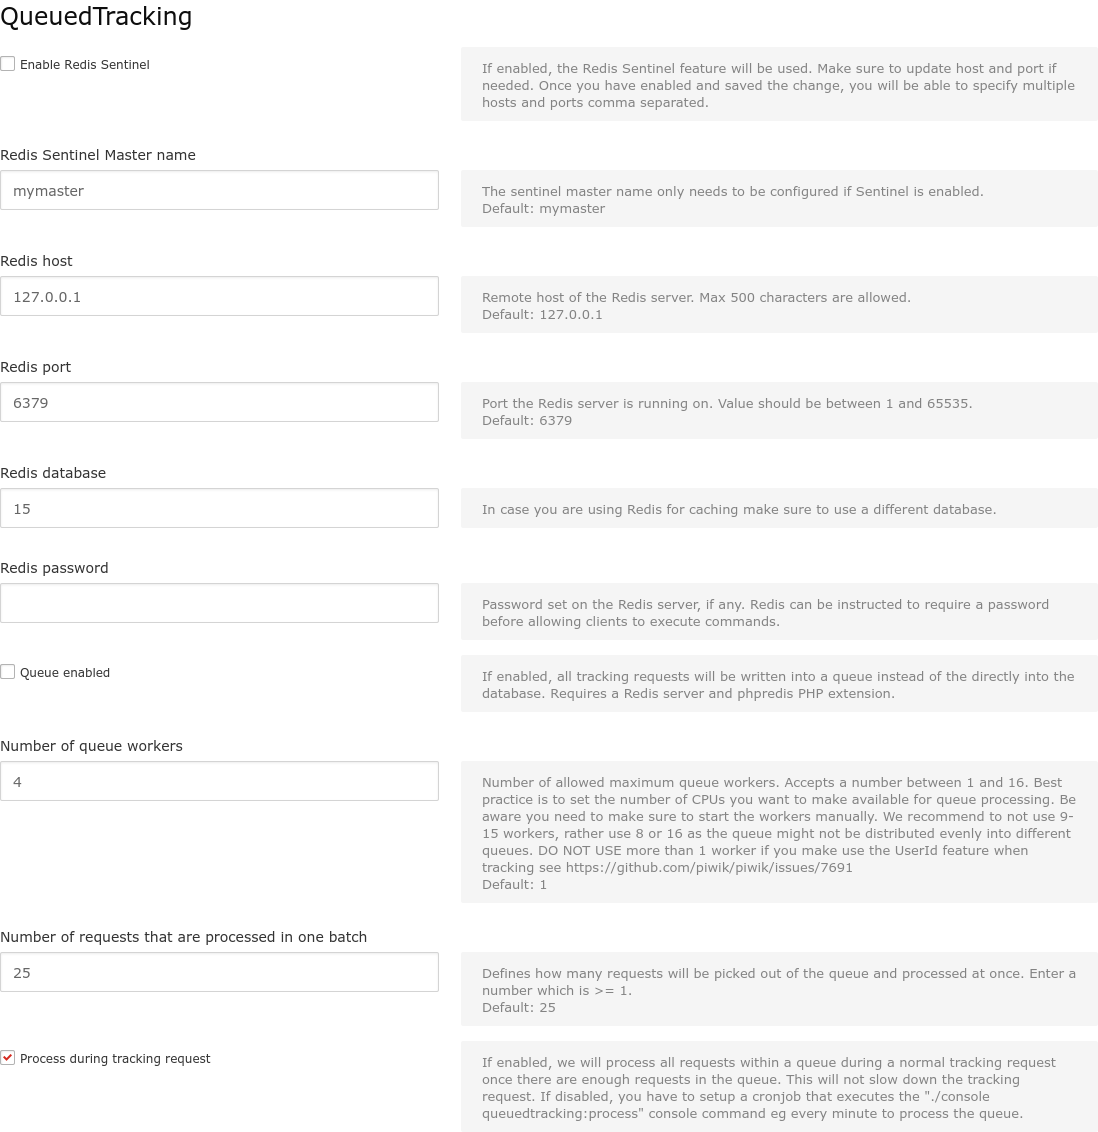 QueuedTracking
Enable Redis Sentinel
If enabled, the Redis Sentinel feature will be used. Make sure to update host and port if
needed. Once you have enabled and saved the change, you will be able to specify multiple
hosts and ports comma separated.
Redis Sentinel Master name
mymaster
The sentinel master name only needs to be configured if Sentinel is enabled.
Default: mymaster
Redis host
127.0.0.1
Remote host of the Redis server. Max 500 characters are allowed.
Default: 127.0.0.1
Redis port
6379
Port the Redis server is running on. Value should be between 1 and 65535.
Default: 6379
Redis database
15
In case you are using Redis for caching make sure to use a different database.
Redis password
Password set on the Redis server, if any. Redis can be instructed to require a password
before allowing clients to execute commands.
Queue enabled
If enabled, all tracking requests will be written into a queue instead of the directly into the
database. Requires a Redis server and phpredis PHP extension.
Number of queue workers
4
Number of allowed maximum queue workers. Accepts a number between 1 and 16. Best
practice is to set the number of CPUs you want to make available for queue processing. Be
aware you need to make sure to start the workers manually. We recommend to not use 9-
15 workers, rather use 8 or 16 as the queue might not be distributed evenly into different
queues. DO NOT USE more than 1 worker if you make use the UserId feature when
tracking see https://github.com/piwik/piwik/issues/7691
Default: 1
Number of requests that are processed in one batch
25
Defines how many requests will be picked out of the queue and processed at once. Enter a
number which is >= 1.
Default: 25
Process during tracking request
If enabled, we will process all requests within a queue during a normal tracking request
once there are enough requests in the queue. This will not slow down the tracking
request. If disabled, you have to setup a cronjob that executes the "./console
queuedtracking:process" console command eg every minute to process the queue.